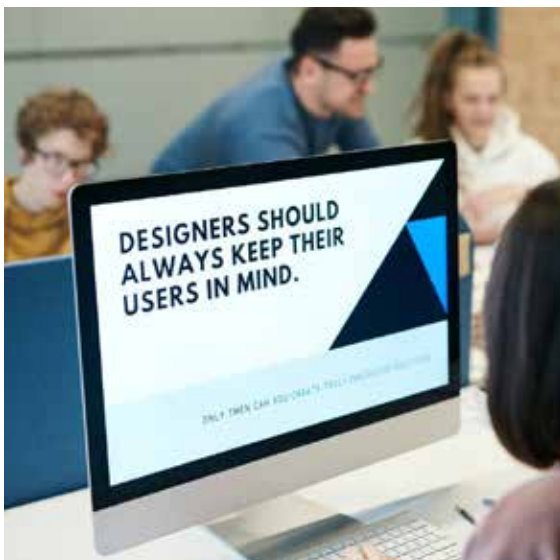 DESIGNERS SHOULD
ALWAYS KEEP THEIR
USERS IN MIND.
ONLY THEN CAN YOU CREATE TRULY